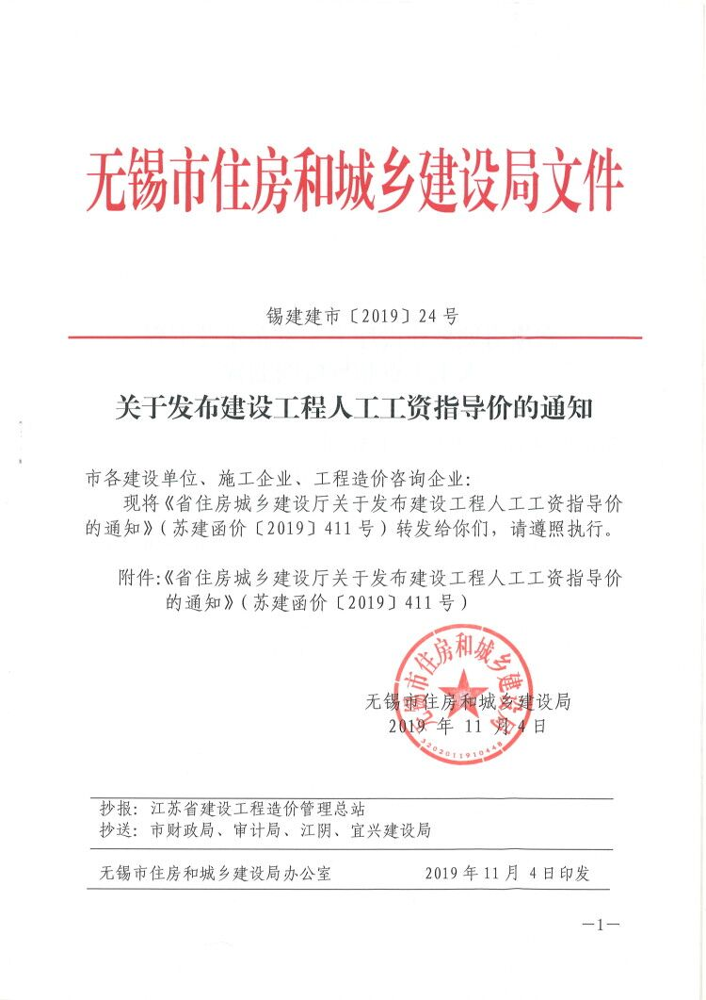 无锡市住房和城乡建设局文件
锡建建市〔2019〕24号
关于发布建设工程人工工资指导价的通知
市各建设单位、施工企业、工程造价咨询企业：
现将《省住房城乡建设厅关于发布建设工程人工工资指导价
的通知》（苏建函价〔2019〕411号）转发给你们，请遵照执行。
附件：《省住房城乡建设厅关于发布建设工程人工工资指导价
的通知》（苏建函价〔2019〕411号）
无锡市住房和城乡建设局
无锡市住房和城乡建设局
2019年11月4日
3202011910448
抄报：江苏省建设工程造价管理总站
抄送：市财政局、审计局、江阴、宜兴建设局
无锡市住房和城乡建设局办公室 2019年11月4日印发
—1—